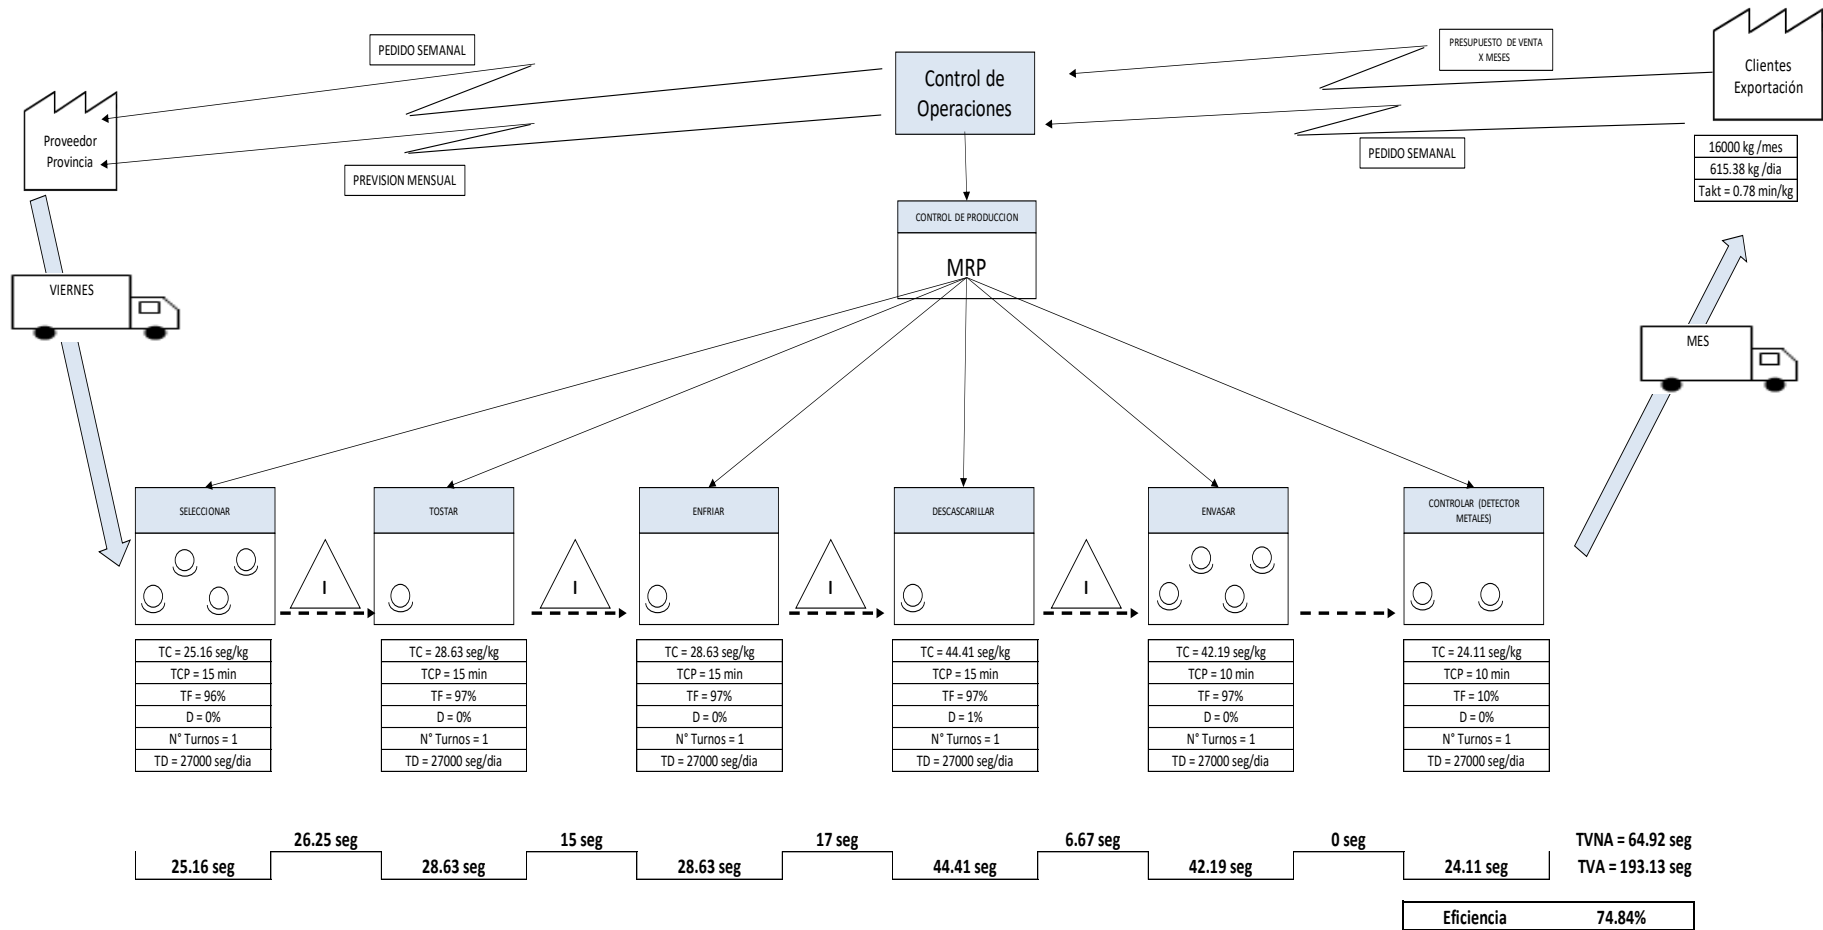 PEDIDO SEMANAL
PREVISION MENSUAL
Proveedor
Provincia
Control de
Operaciones
PRESUPUESTO DE VENTA
X MESES
PEDIDO SEMANAL
Clientes
Exportación
16000 kg /mes
615.38 kg /dia
Takt = 0.78 min/kg
CONTROL DE PRODUCCION
MRP
VIERNES
MES
SELECCIONAR
TOSTAR
ENFRIAR
DESCASCARILLAR
ENVASAR
CONTROLAR (DETECTOR
METALES)
I
I
I
I
TC = 25.16 seg/kg
TCP = 15 min
TF = 96%
D = 0%
N° Turnos = 1
TD = 27000 seg/dia
TC = 28.63 seg/kg
TCP = 15 min
TF = 97%
D = 0%
N° Turnos = 1
TD = 27000 seg/dia
TC = 28.63 seg/kg
TCP = 15 min
TF = 97%
D = 0%
N° Turnos = 1
TD = 27000 seg/dia
TC = 44.41 seg/kg
TCP = 15 min
TF = 97%
D = 1%
N° Turnos = 1
TD = 27000 seg/dia
TC = 42.19 seg/kg
TCP = 10 min
TF = 97%
D = 0%
N° Turnos = 1
TD = 27000 seg/dia
TC = 24.11 seg/kg
TCP = 10 min
TF = 10%
D = 0%
N° Turnos = 1
TD = 27000 seg/dia
26.25 seg 15 seg 17 seg 6.67 seg 0 seg TVNA = 64.92 seg
25.16 seg 28.63 seg 28.63 seg 44.41 seg 42.19 seg 24.11 seg TVA = 193.13 seg
Eficiencia 74.84%